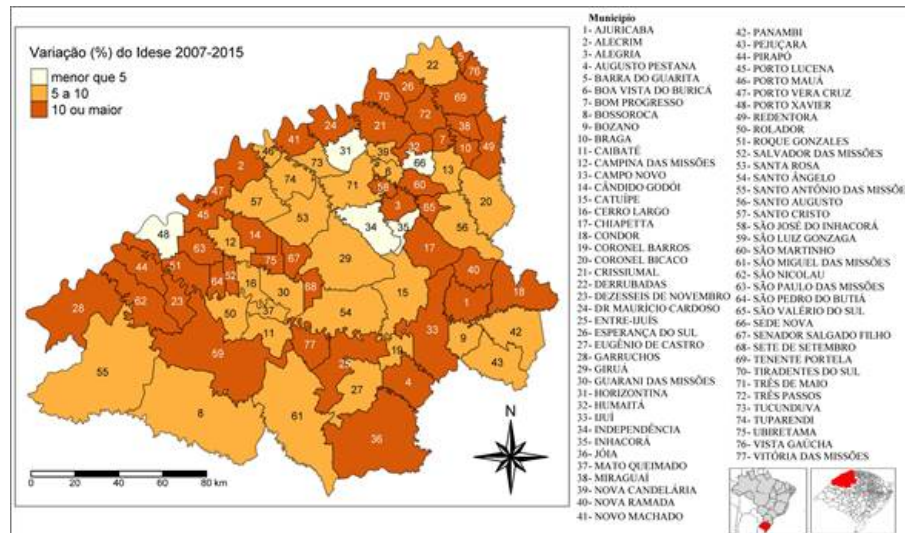 Variação (%) do Idese 2007-2015
menor que 5
5 a 10
10 ou maior
N
0 20 40 60 80 km
Município
1- AJURICABA
2- ALECRIM
3- ALEGRIA
4- AUGUSTO PESTANA
5- BARRA DO GUARITA
6- BOA VISTA DO BURICÁ
7- BOM PROGRESSO
8- BOSSOROCA
9- BOZANO
10- BRAGA
11- CAIBATÉ
12- CAMPINA DAS MISSÕES
13- CAMPO NOVO
14- CÂNDIDO GODÓI
15- CATUÍPE
16- CERRO LARGO
17- CHIAPETTA
18- CONDOR
19- CORONEL BARROS
20- CORONEL BICACO
21- CRISSIUMAL
22- DERRUBADAS
23- DEZESSEIS DE NOVEMBRO
24- DR MAURÍCIO CARDOSO
25- ENTRE-IJUÍS
26- ESPERANÇA DO SUL
27- EUGÊNIO DE CASTRO
28- GARRUCHOS
29- GIRUÁ
30- GUARANI DAS MISSÕES
31- HORIZONTINA
32- HUMAITÁ
33- IJUÍ
34- INDEPENDÊNCIA
35- INHACORÁ
36- JÓIA
37- MATO QUEIMADO
38- MIRAGUAÍ
39- NOVA CANDELÁRIA
40- NOVA RAMADA
41- NOVO MACHADO
42- PANAMBI
43- PEJUÇARA
44- PIRAPÓ
45- PORTO LUCENA
46- PORTO MAUÁ
47- PORTO VERA CRUZ
48- PORTO XAVIER
49- REDENTORA
50- ROLADOR
51- ROQUE GONZALES
52- SALVADOR DAS MISSÕES
53- SANTA ROSA
54- SANTO ÂNGELO
55- SANTO ANTÔNIO DAS MISSÕE
56- SANTO AUGUSTO
57- SANTO CRISTO
58- SÃO JOSÉ DO INHACORÁ
59- SÃO LUIZ GONZAGA
60- SÃO MARTINHO
61- SÃO MIGUEL DAS MISSÕES
62- SÃO NICOLAU
63- SÃO PAULO DAS MISSÕES
64- SÃO PEDRO DO BUTIÁ
65- SÃO VALÉRIO DO SUL
66- SEDE NOVA
67- SENADOR SALGADO FILHO
68- SETE DE SETEMBRO
69- TENENTE PORTELA
70- TIRADENTES DO SUL
71- TRÊS DE MAIO
72- TRÊS PASSOS
73- TUCUNDUVA
74- TUPARENDI
75- UBIRETAMA
76- VISTA GAÚCHA
77- VITÓRIA DAS MISSÕES